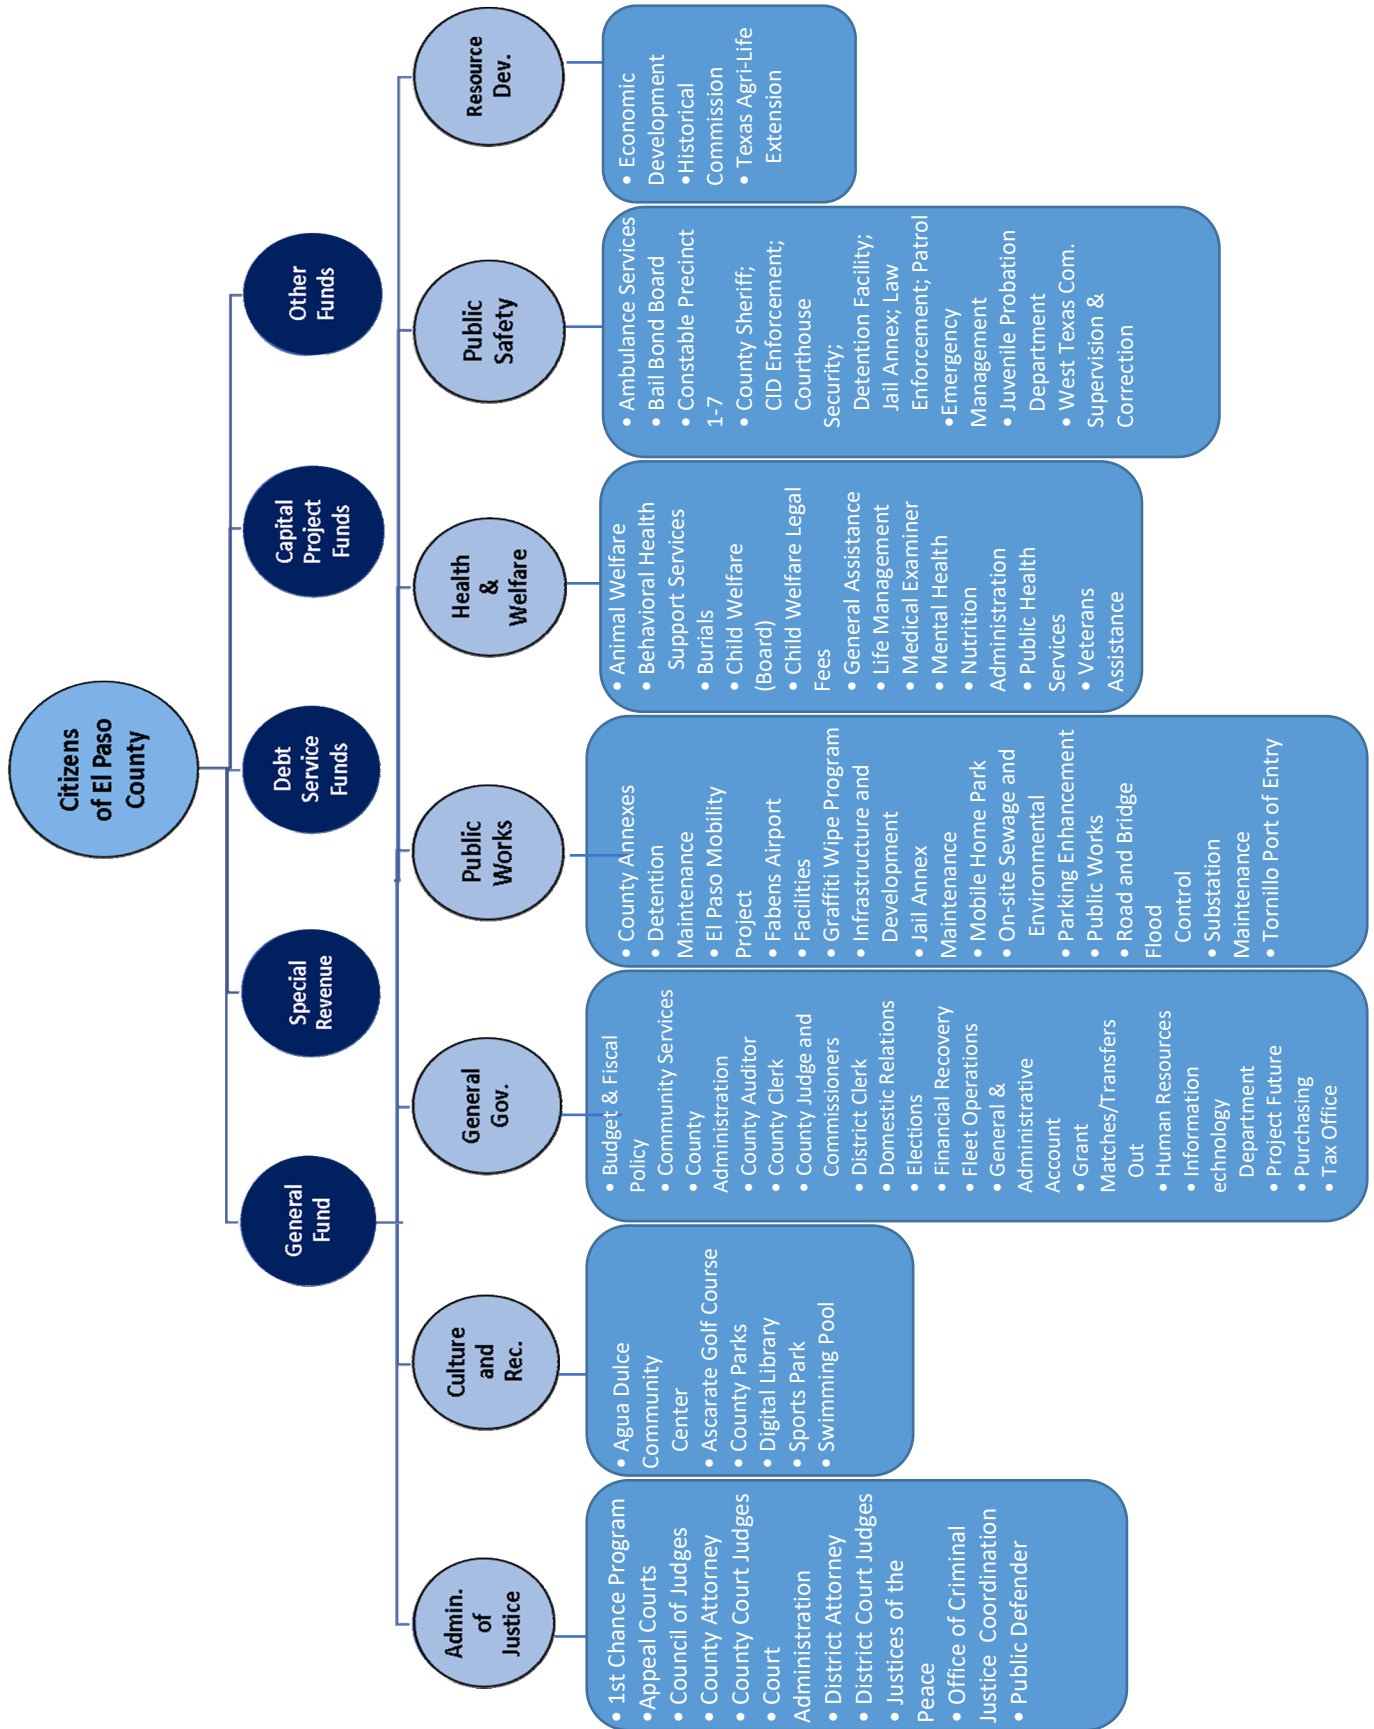 Citizens
of El Paso
County
General
Fund
Special
Revenue
Debt
Service
Funds
Capital
Project
Funds
Other
Funds
Admin.
of
Justice
Culture
and
Rec.
General
Gov.
Public
Works
Health
&
Welfare
Public
Safety
Resource
Dev.
• 1st Chance Program
•Appeal Courts
• Council of Judges
• County Attorney
• County Court Judges
• Court
Administration
• District Attorney
• District Court Judges
• Justices of the
Peace
• Office of Criminal
Justice Coordination
• Public Defender
• Agua Dulce
Community
Center
• Ascarate Golf Course
• County Parks
• Digital Library
• Sports Park
• Swimming Pool
• Budget & Fiscal
Policy
• Community Services
• County
Administration
• County Auditor
• County Clerk
• County Judge and
Commissioners
• District Clerk
• Domestic Relations
• Elections
• Financial Recovery
• Fleet Operations
• General &
Administrative
Account
• Grant
Matches/Transfers
Out
• Human Resources
• Information
echnology
Department
• Project Future
• Purchasing
• Tax Office
• County Annexes
• Detention
Maintenance
• El Paso Mobility
Project
• Fabens Airport
• Facilities
• Graffiti Wipe Program
• Infrastructure and
Development
• Jail Annex
Maintenance
• Mobile Home Park
• On-site Sewage and
Environmental
• Parking Enhancement
• Public Works
• Road and Bridge
Flood
Control
• Substation
Maintenance
• Tornillo Port of Entry
• Animal Welfare
• Behavioral Health
Support Services
• Burials
• Child Welfare
(Board)
• Child Welfare Legal
Fees
• General Assistance
• Life Management
• Medical Examiner
• Mental Health
• Nutrition
Administration
• Public Health
Services
• Veterans
Assistance
• Ambulance Services
• Bail Bond Board
• Constable Precinct
1-7
• County Sheriff;
CID Enforcement;
Courthouse
Security;
Detention Facility;
Jail Annex; Law
Enforcement; Patrol
•Emergency
Management
• Juvenile Probation
Department
• West Texas Com.
Supervision &
Correction
• Economic
Development
•Historical
Commission
• Texas Agri-Life
Extension